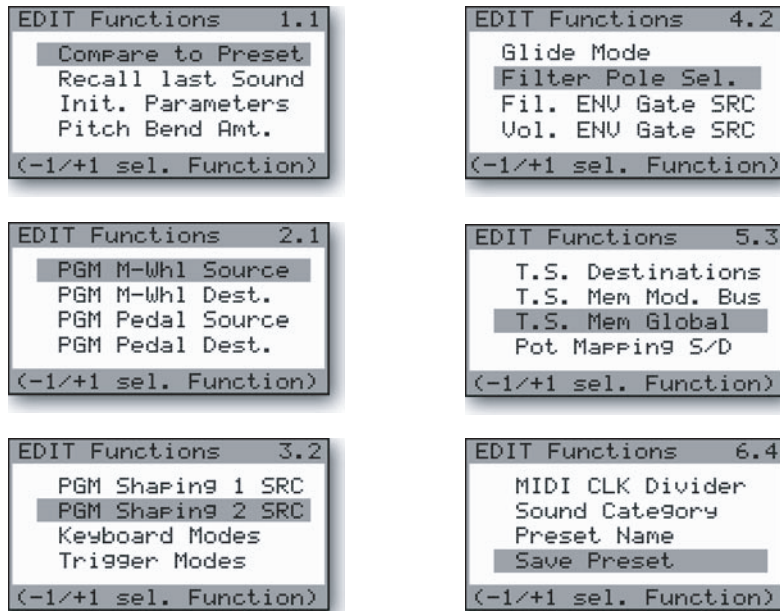 EDIT Functions 1.1
Compare to Preset
Recall last Sound
Init. Parameters
Pitch Bend Amt.
(-1/+1 sel. Function)
EDIT Functions 2.1
PGM M-Whl Source
PGM M-Whl Dest.
PGM Pedal Source
PGM Pedal Dest.
(-1/+1 sel. Function)
EDIT Functions 3.2
PGM Shaping 1 SRC
PGM Shaping 2 SRC
Keyboard Modes
Trigger Modes
(-1/+1 sel. Function)
EDIT Functions 4.2
Glide Mode
Filter Pole Sel.
Fil. ENV Gate SRC
Vol. ENV Gate SRC
(-1/+1 sel. Function)
EDIT Functions 5.3
T.S. Destinations
T.S. Mem Mod. Bus
T.S. Mem Global
Pot Mapping S/D
(-1/+1 sel. Function)
EDIT Functions 6.4
MIDI CLK Divider
Sound Category
Preset Name
Save Preset
(-1/+1 sel. Function)